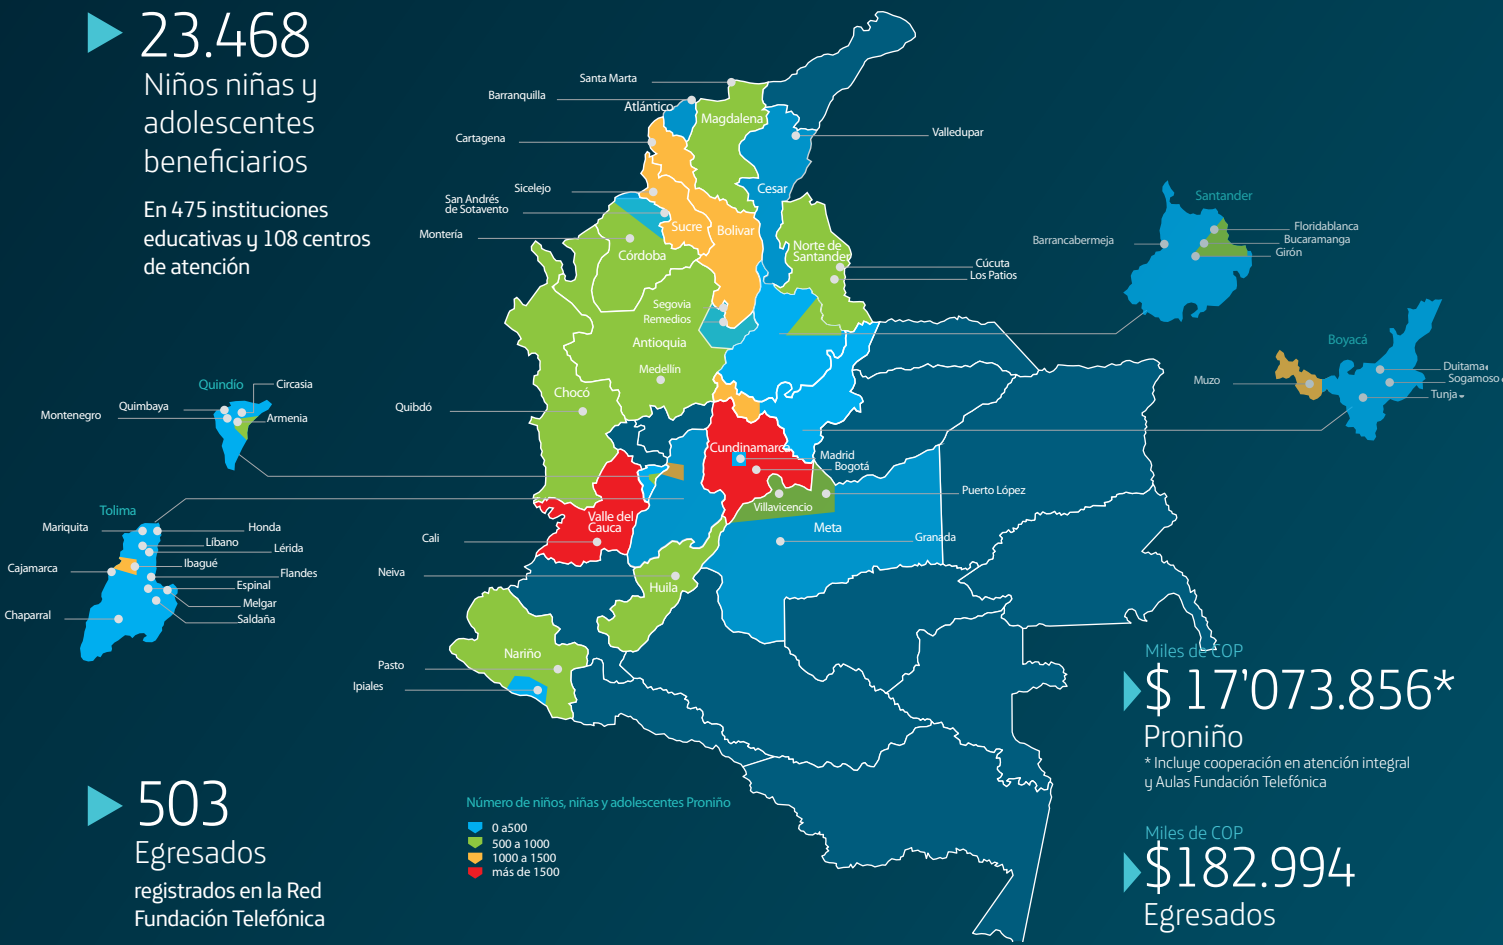 23.468
Niños niñas y
adolescentes
beneficiarios
En 475 instituciones
educativas y 108 centros
de atención
Santa Marta
Barranquilla
Atlántico
Magdalena
Cartagena
Valledupar
Sicelejo
Cesar
San Andrés
de Sotavento
Sucre
Bolivar
Montería
Córdoba
Norte de
Santander
Cúcuta
Los Patios
Segovia
Remedios
Antioquia
Medellin
Chocó
Quibdó
Santander
Floridablanca
Bucaramanga
Girón
Barrancabermeja
Boyacá
Duitama
Sogamoso
Tunja
Muzo
Quindío
Circasia
Quimbaya
Montenegro
Armenia
Cundinamarca
Madrid
Bogotá
Puerto López
Villavicencio
Meta
Granada
Valle del
Cauca
Cali
Neiva
Huila
Nariño
Pasto
Ipiales
Tolima
Mariquita
Honda
Líbano
Lérida
Cajamarca
Ibagué
Flandes
Espinal
Melgar
Chaparral
Saldaña
503
Egresados
registrados en la Red
Fundación Telefónica
Número de niños, niñas y adolescentes Proniño
0 a500
500 a 1000
1000 a 1500
más de 1500
Miles de COP
$ 17'073.856*
Proniño
* Incluye cooperación en atención integral
y Aulas Fundación Telefónica
Miles de COP
$182.994
Egresados